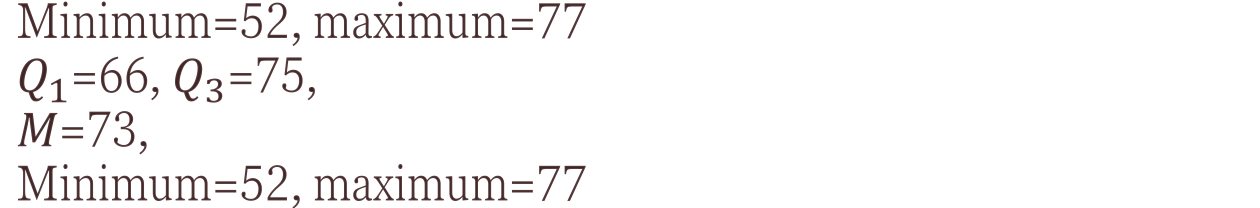 Minimum=52, maximum=77
Q₁=66, Q₃=75,
M=73,
Minimum=52, maximum=77